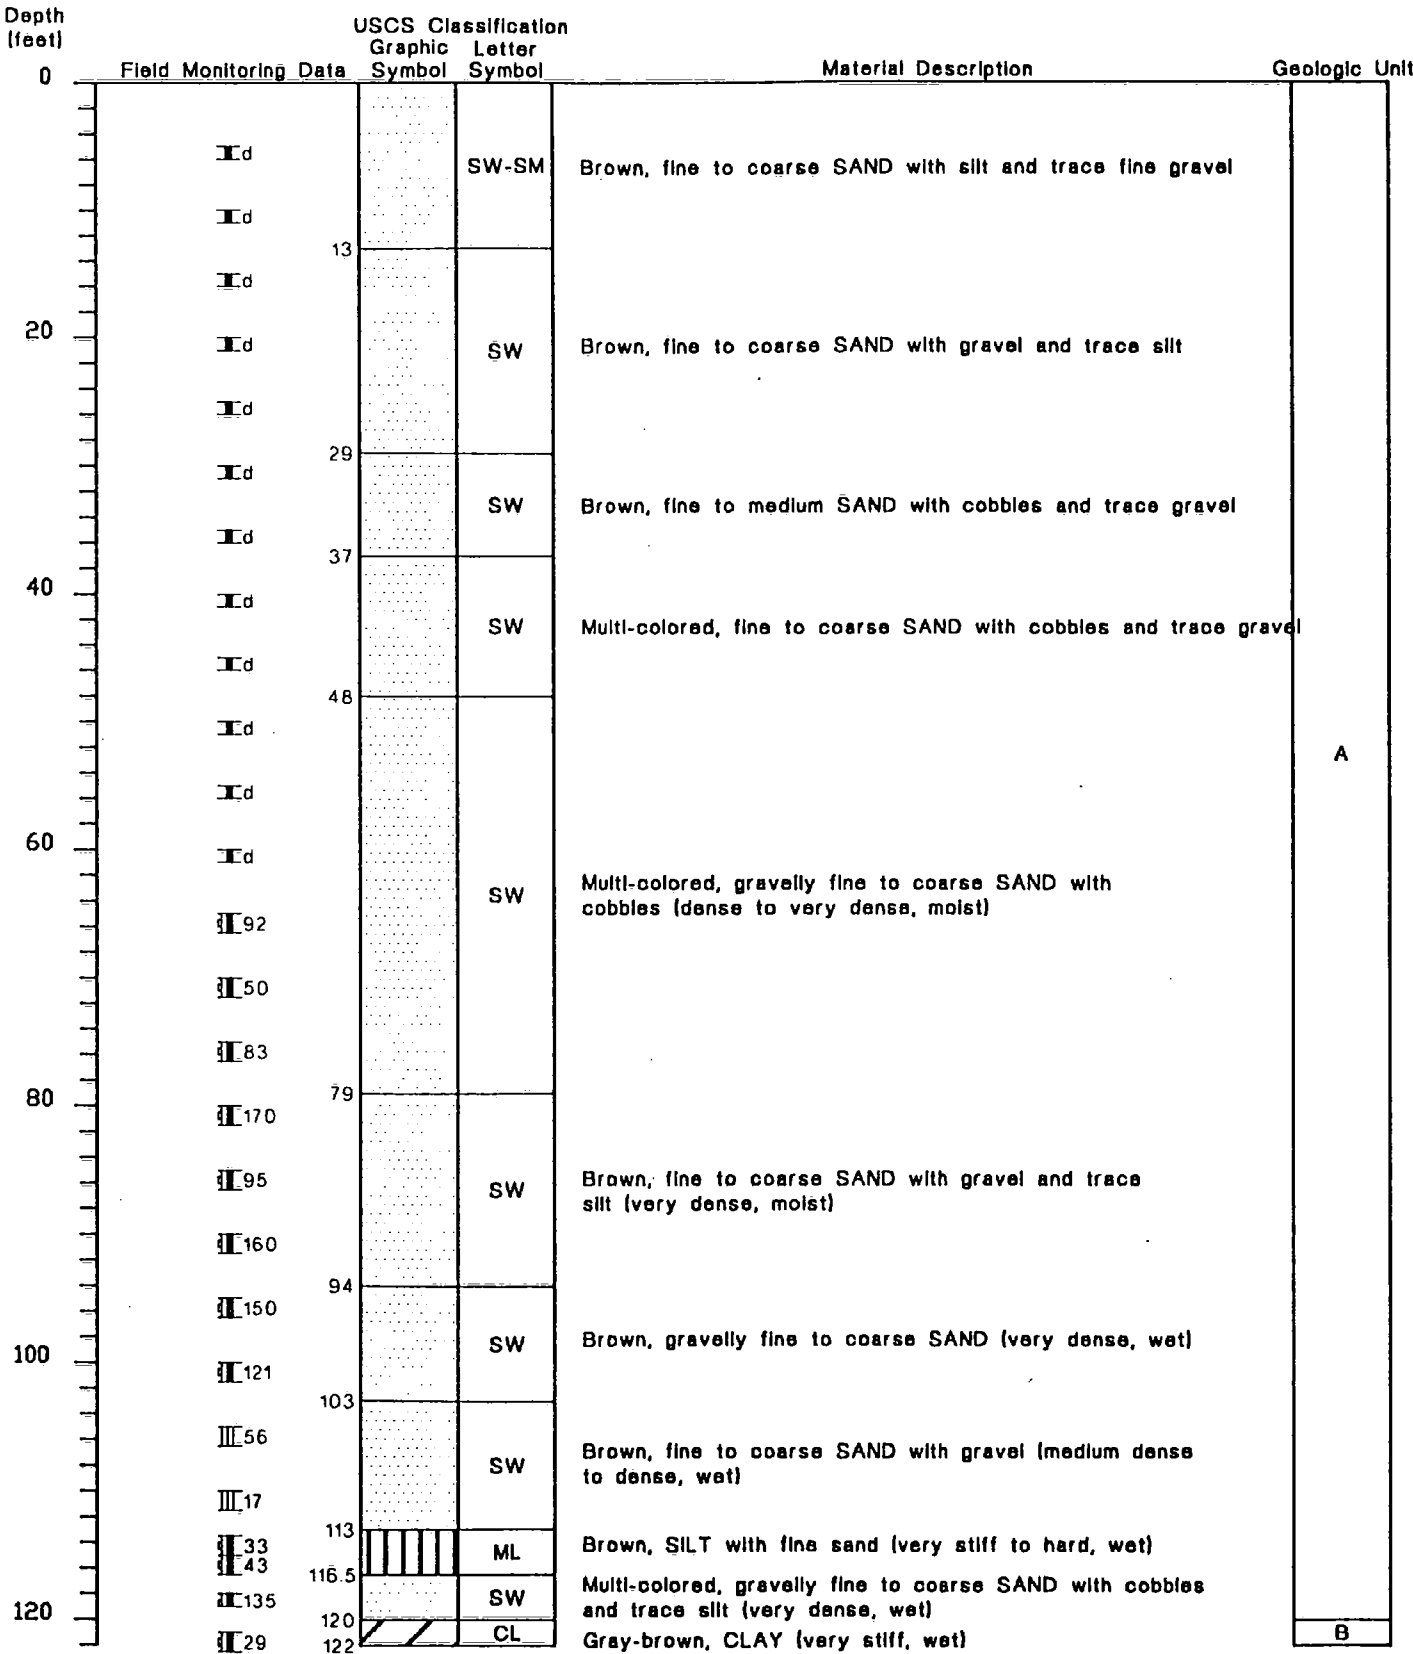 Depth
(feet)
USCS Classification
Graphic Letter
Field Monitoring Data Symbol Symbol Material Description Geologic Unit
0
d
SW-SM Brown, fine to coarse SAND with silt and trace fine gravel
d
13
d
20
d
SW Brown, fine to coarse SAND with gravel and trace silt
d
29
d
SW Brown, fine to medium SAND with cobbles and trace gravel
d
37
40
d
SW Multi-colored, fine to coarse SAND with cobbles and trace gravel
d
48
d
A
d
60
d
SW Multi-colored, gravelly fine to coarse SAND with
cobbles (dense to very dense, moist)
92
50
83
79
80
170
95
SW Brown, fine to coarse SAND with gravel and trace
silt (very dense, moist)
160
94
150
SW Brown, gravelly fine to coarse SAND (very dense, wet)
100
121
103
56
SW Brown, fine to coarse SAND with gravel (medium dense
to dense, wet)
17
113
33
ML Brown, SILT with fine sand (very stiff to hard, wet)
43
116.5
135
SW Multi-colored, gravelly fine to coarse SAND with cobbles
and trace silt (very dense, wet)
120
120
29
CL Gray-brown, CLAY (very stiff, wet) B
122